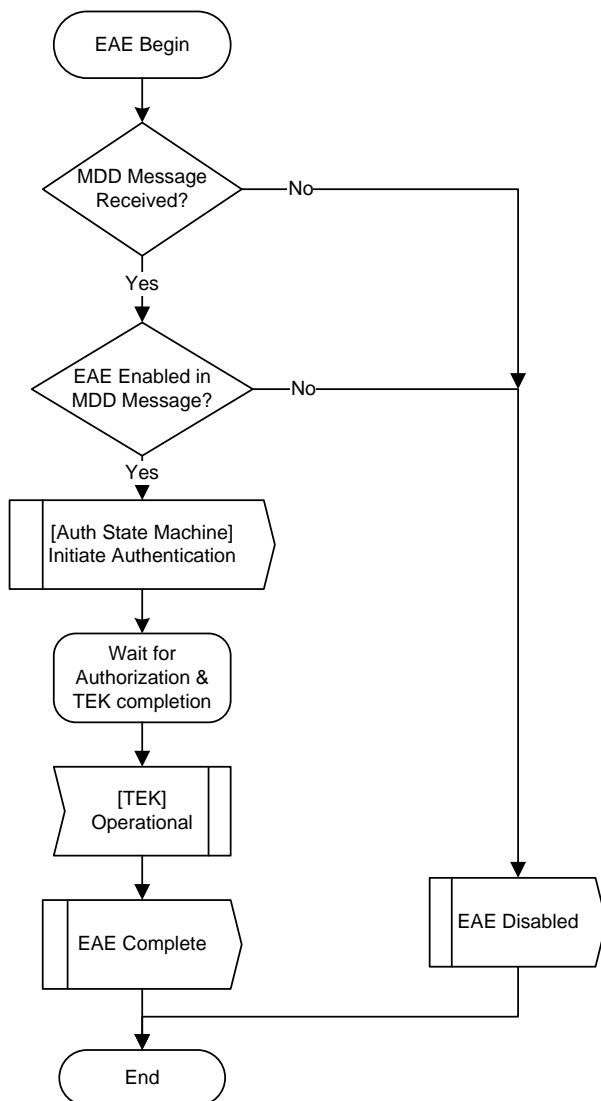 EAE Begin
MDD Message
Received?
No
Yes
EAE Enabled in
MDD Message?
No
Yes
[Auth State Machine]
Initiate Authentication
Wait for
Authorization &
TEK completion
[TEK]
Operational
EAE Complete
EAE Disabled
End